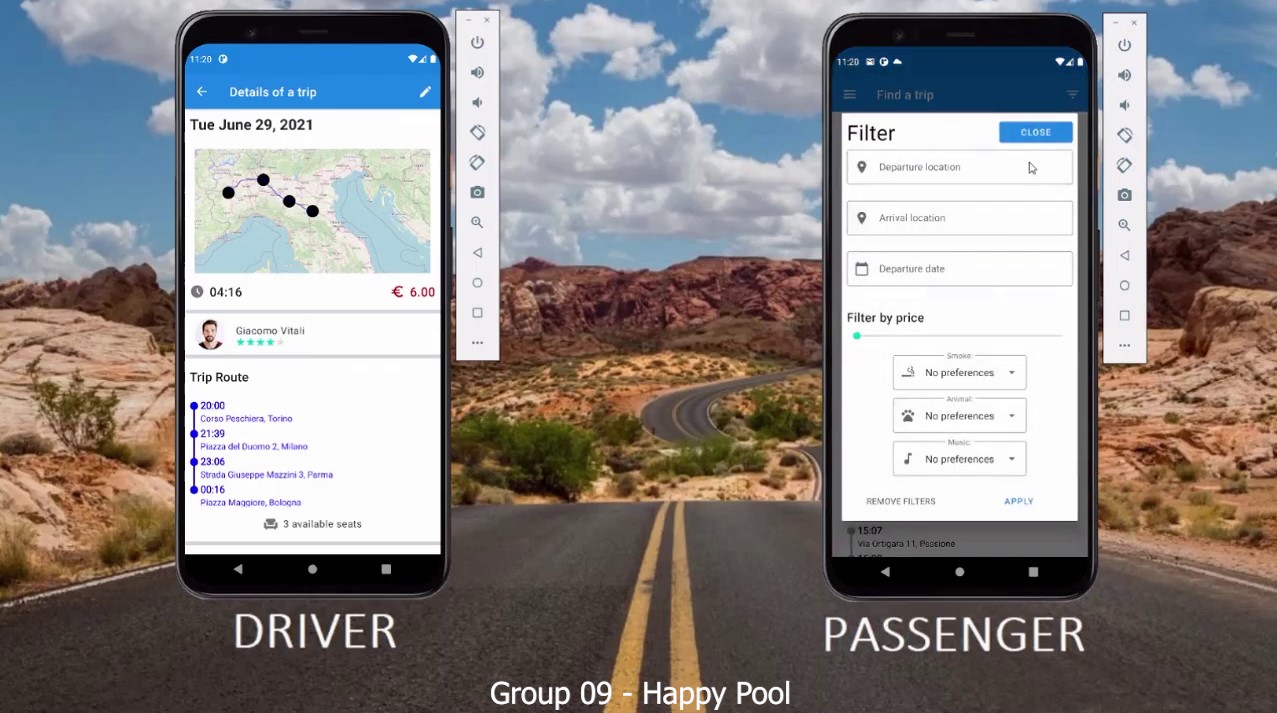 11:20
Details of a trip
Tue June 29, 2021
04:16
€ 6.00
Giacomo Vitali
Trip Route
20:00
Corso Peschiera, Torino
21:39
Piazza del Duomo 2, Milano
23:06
Strada Giuseppe Mazzini 3, Parma
00:16
Piazza Maggiore, Bologna
3 available seats
DRIVER
11:20
Find a trip
Filter
CLOSE
Departure location
Arrival location
Departure date
Filter by price
Smoke:
No preferences
Animal:
No preferences
Music:
No preferences
REMOVE FILTERS
APPLY
15:07
Via Ortigara 11, Passione
PASSENGER
Group 09 - Happy Pool